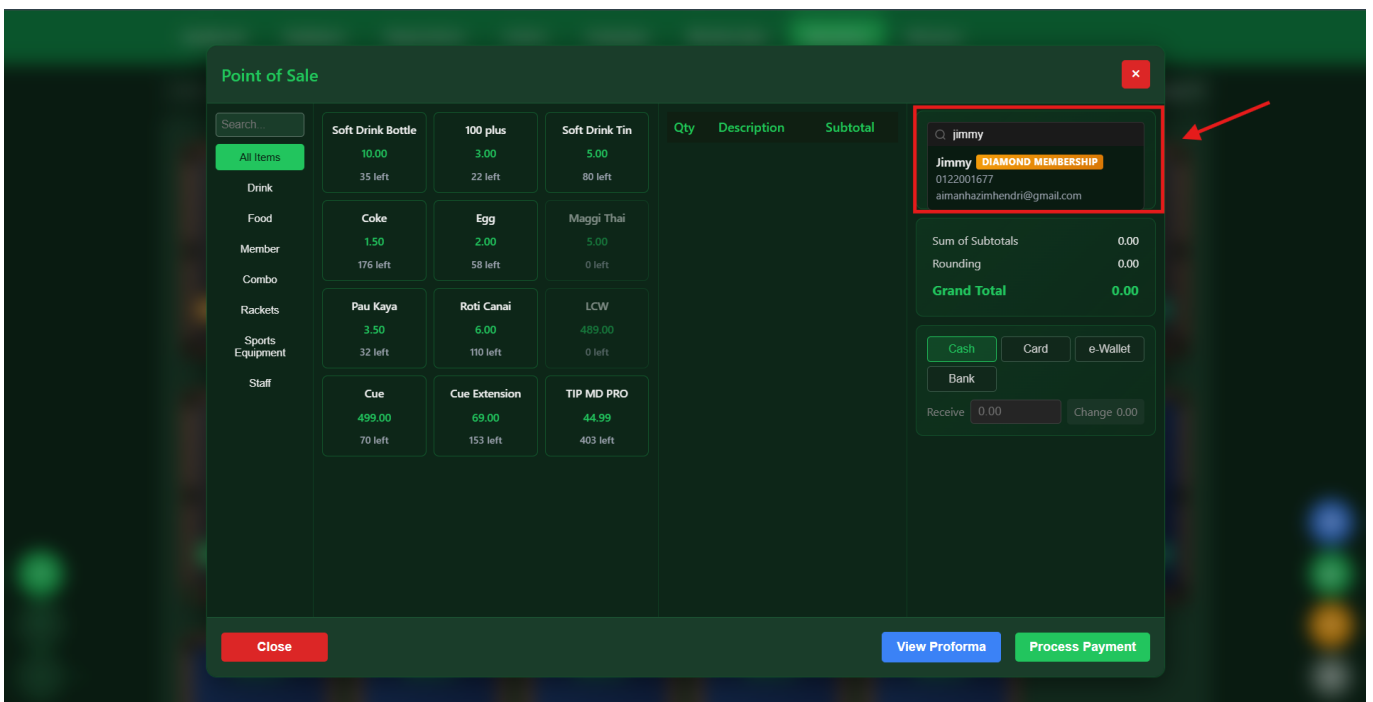 Point of Sale
×
Search...
All Items
Drink
Food
Member
Combo
Rackets
Sports
Equipment
Staff
Soft Drink Bottle
10.00
35 left
100 plus
3.00
22 left
Soft Drink Tin
5.00
80 left
Coke
1.50
176 left
Egg
2.00
58 left
Maggi Thai
5.00
0 left
Pau Kaya
3.50
32 left
Roti Canai
6.00
110 left
LCW
489.00
0 left
Cue
499.00
70 left
Cue Extension
69.00
153 left
TIP MD PRO
44.99
403 left
Qty Description Subtotal
jimmy
Jimmy DIAMOND MEMBERSHIP
0122001677
aimanhazimhendri@gmail.com
Sum of Subtotals 0.00
Rounding 0.00
Grand Total 0.00
Cash Card e-Wallet
Bank
Receive 0.00 Change 0.00
Close View Proforma Process Payment